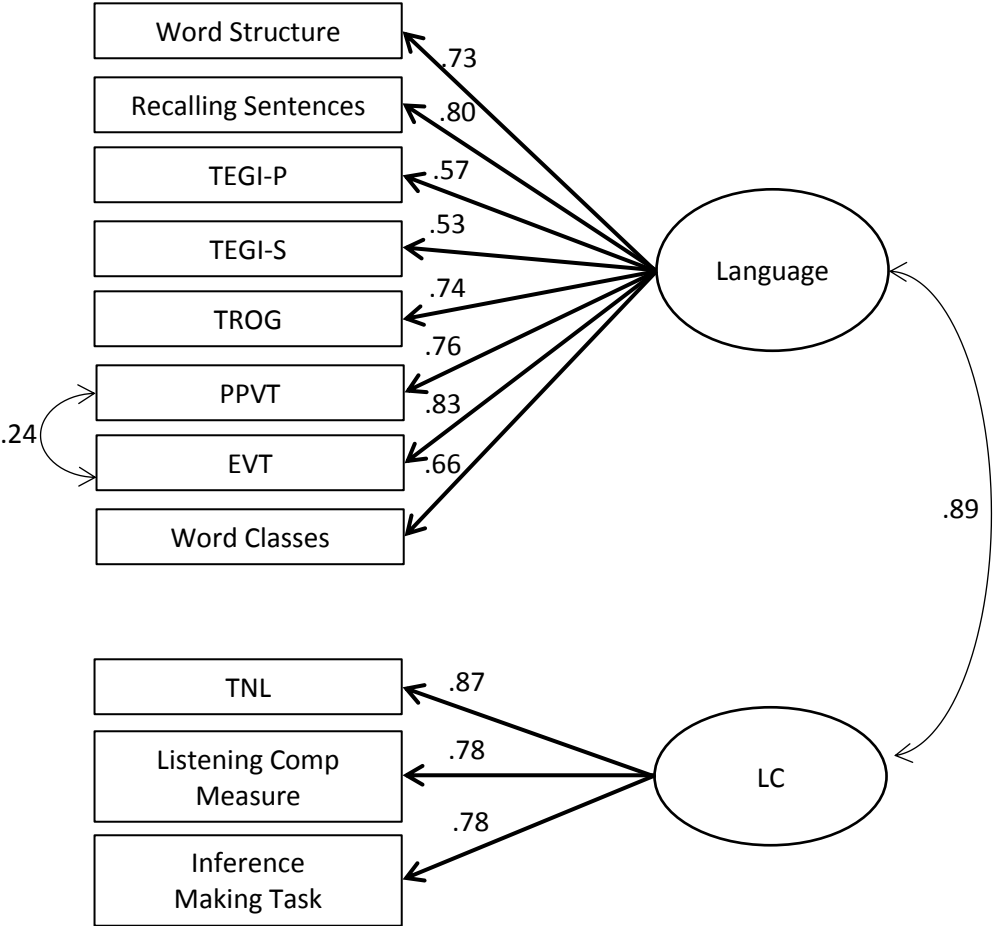 Word Structure
.73
Recalling Sentences
.80
TEGI-P
.57
TEGI-S
.53
TROG
.74
Language
PPVT
.76
.24
.83
EVT
.66
Word Classes
.89
TNL
.87
Listening Comp
Measure
.78
LC
.78
Inference
Making Task